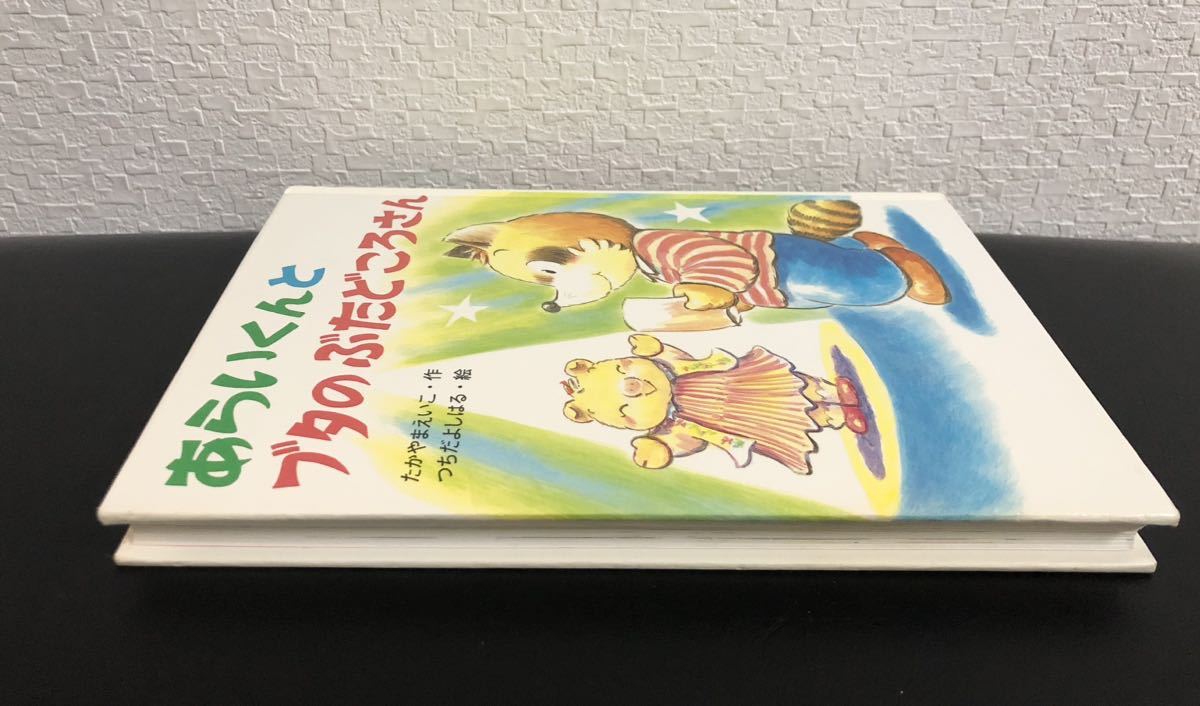 あらいくんと
ブタのぶたどころさん
たかやまえいこ・作
つちだよしはる・絵